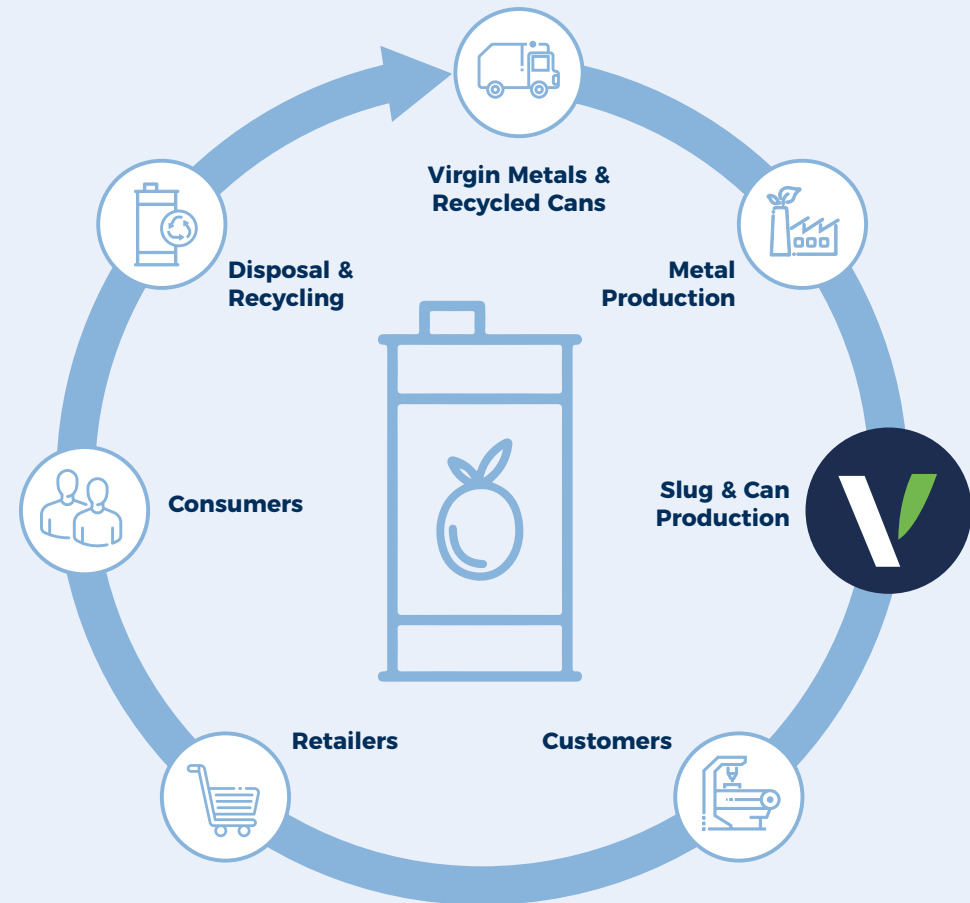 Virgin Metals &
Recycled Cans
Metal
Production
Slug & Can
Production
Customers
Retailers
Consumers
Disposal &
Recycling